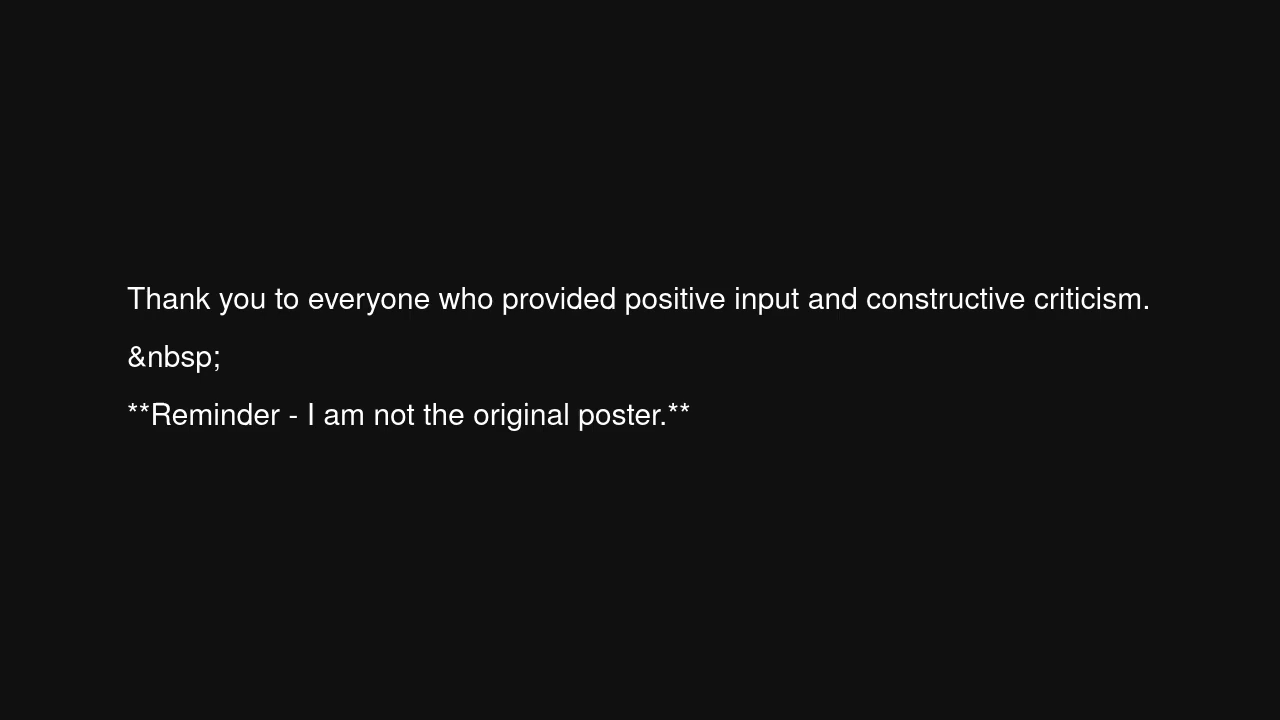 Thank you to everyone who provided positive input and constructive criticism.
&nbsp;
**Reminder - I am not the original poster.**